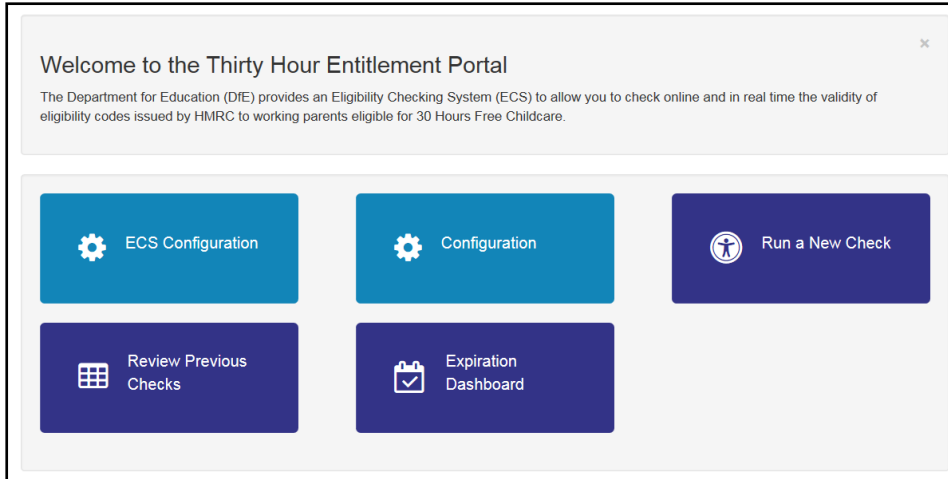 Welcome to the Thirty Hour Entitlement Portal
The Department for Education (DfE) provides an Eligibility Checking System (ECS) to allow you to check online and in real time the validity of
eligibility codes issued by HMRC to working parents eligible for 30 Hours Free Childcare.
ECS Configuration
Configuration
Run a New Check
Review Previous
Checks
Expiration
Dashboard